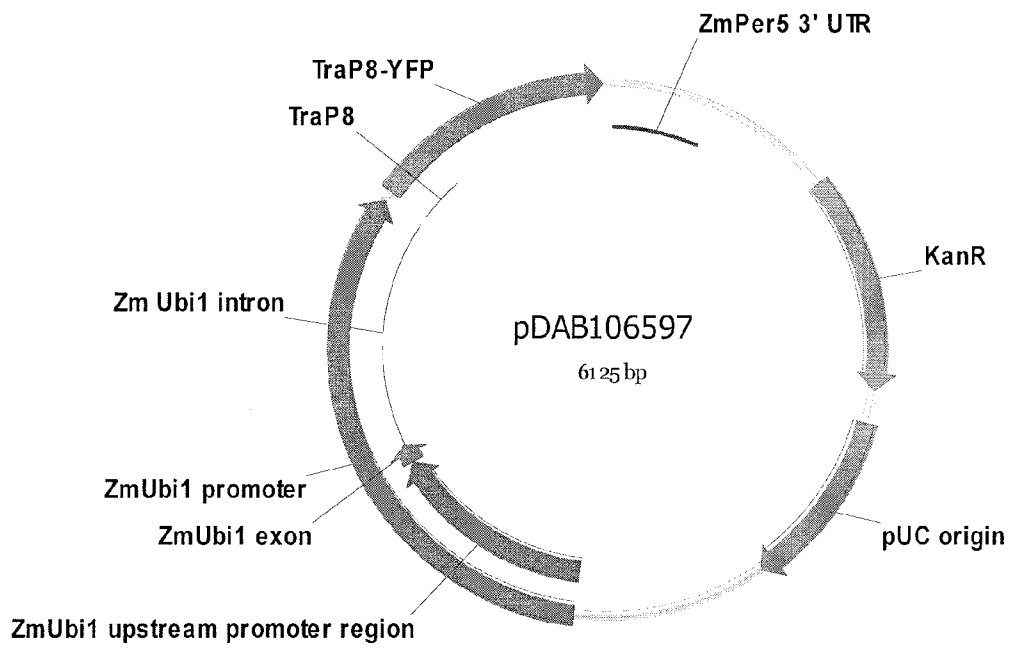 ZmPer5 3' UTR
TraP8-YFP
TraP8
KanR
Zm Ubi1 intron
pDAB106597
6125 bp
ZmUbi1 promoter
ZmUbi1 exon
pUC origin
ZmUbi1 upstream promoter region